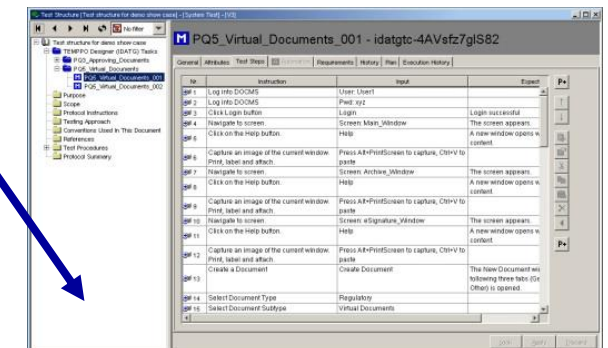 Test Structure [Test structure for demo show case] - [System Test] - [V3]
No filter
Test structure for demo show case
TEMPPO Designer (IDATG) Tasks
PQ3_Approving_Documents
PQ5_Virtual_Documents
PQ5_Virtual_Documents_001
PQ5_Virtual_Documents_002
Purpose
Scope
Protocol Instructions
Testing Approach
Conventions Used In This Document
References
Test Procedures
Protocol Summary
M PQ5_Virtual_Documents_001 - idatgtc-4AVsfz7gIS82
General Attributes Test Steps Requirements History Plan Execution History
Nr. Instruction Input Expect
1 Log into DOCMS User: User1
2 Log into DOCMS Pwd: xyz
3 Click Login button Login Login successful
4 Navigate to screen. Screen: Main_Window The screen appears.
5 Click on the Help button. Help A new window opens w
content.
6 Capture an image of the current window. Press Alt+PrintScreen to capture, Ctrl+V to
Print, label and attach. paste
7 Navigate to screen. Screen: Archive_Window The screen appears.
8 Click on the Help button. Help A new window opens w
content.
9 Capture an image of the current window. Press Alt+PrintScreen to capture, Ctrl+V to
Print, label and attach. paste
10 Navigate to screen. Screen: eSignature_Window The screen appears.
11 Click on the Help button. Help A new window opens w
content.
12 Capture an image of the current window. Press Alt+PrintScreen to capture, Ctrl+V to
Print, label and attach. paste
13 Create a Document Create Document The New Document wi
following three tabs (Ge
Other) is opened.
14 Select Document Type Regulatory
15 Select Document Subtype Virtual Documents
P+
P+
Lock Apply Discard